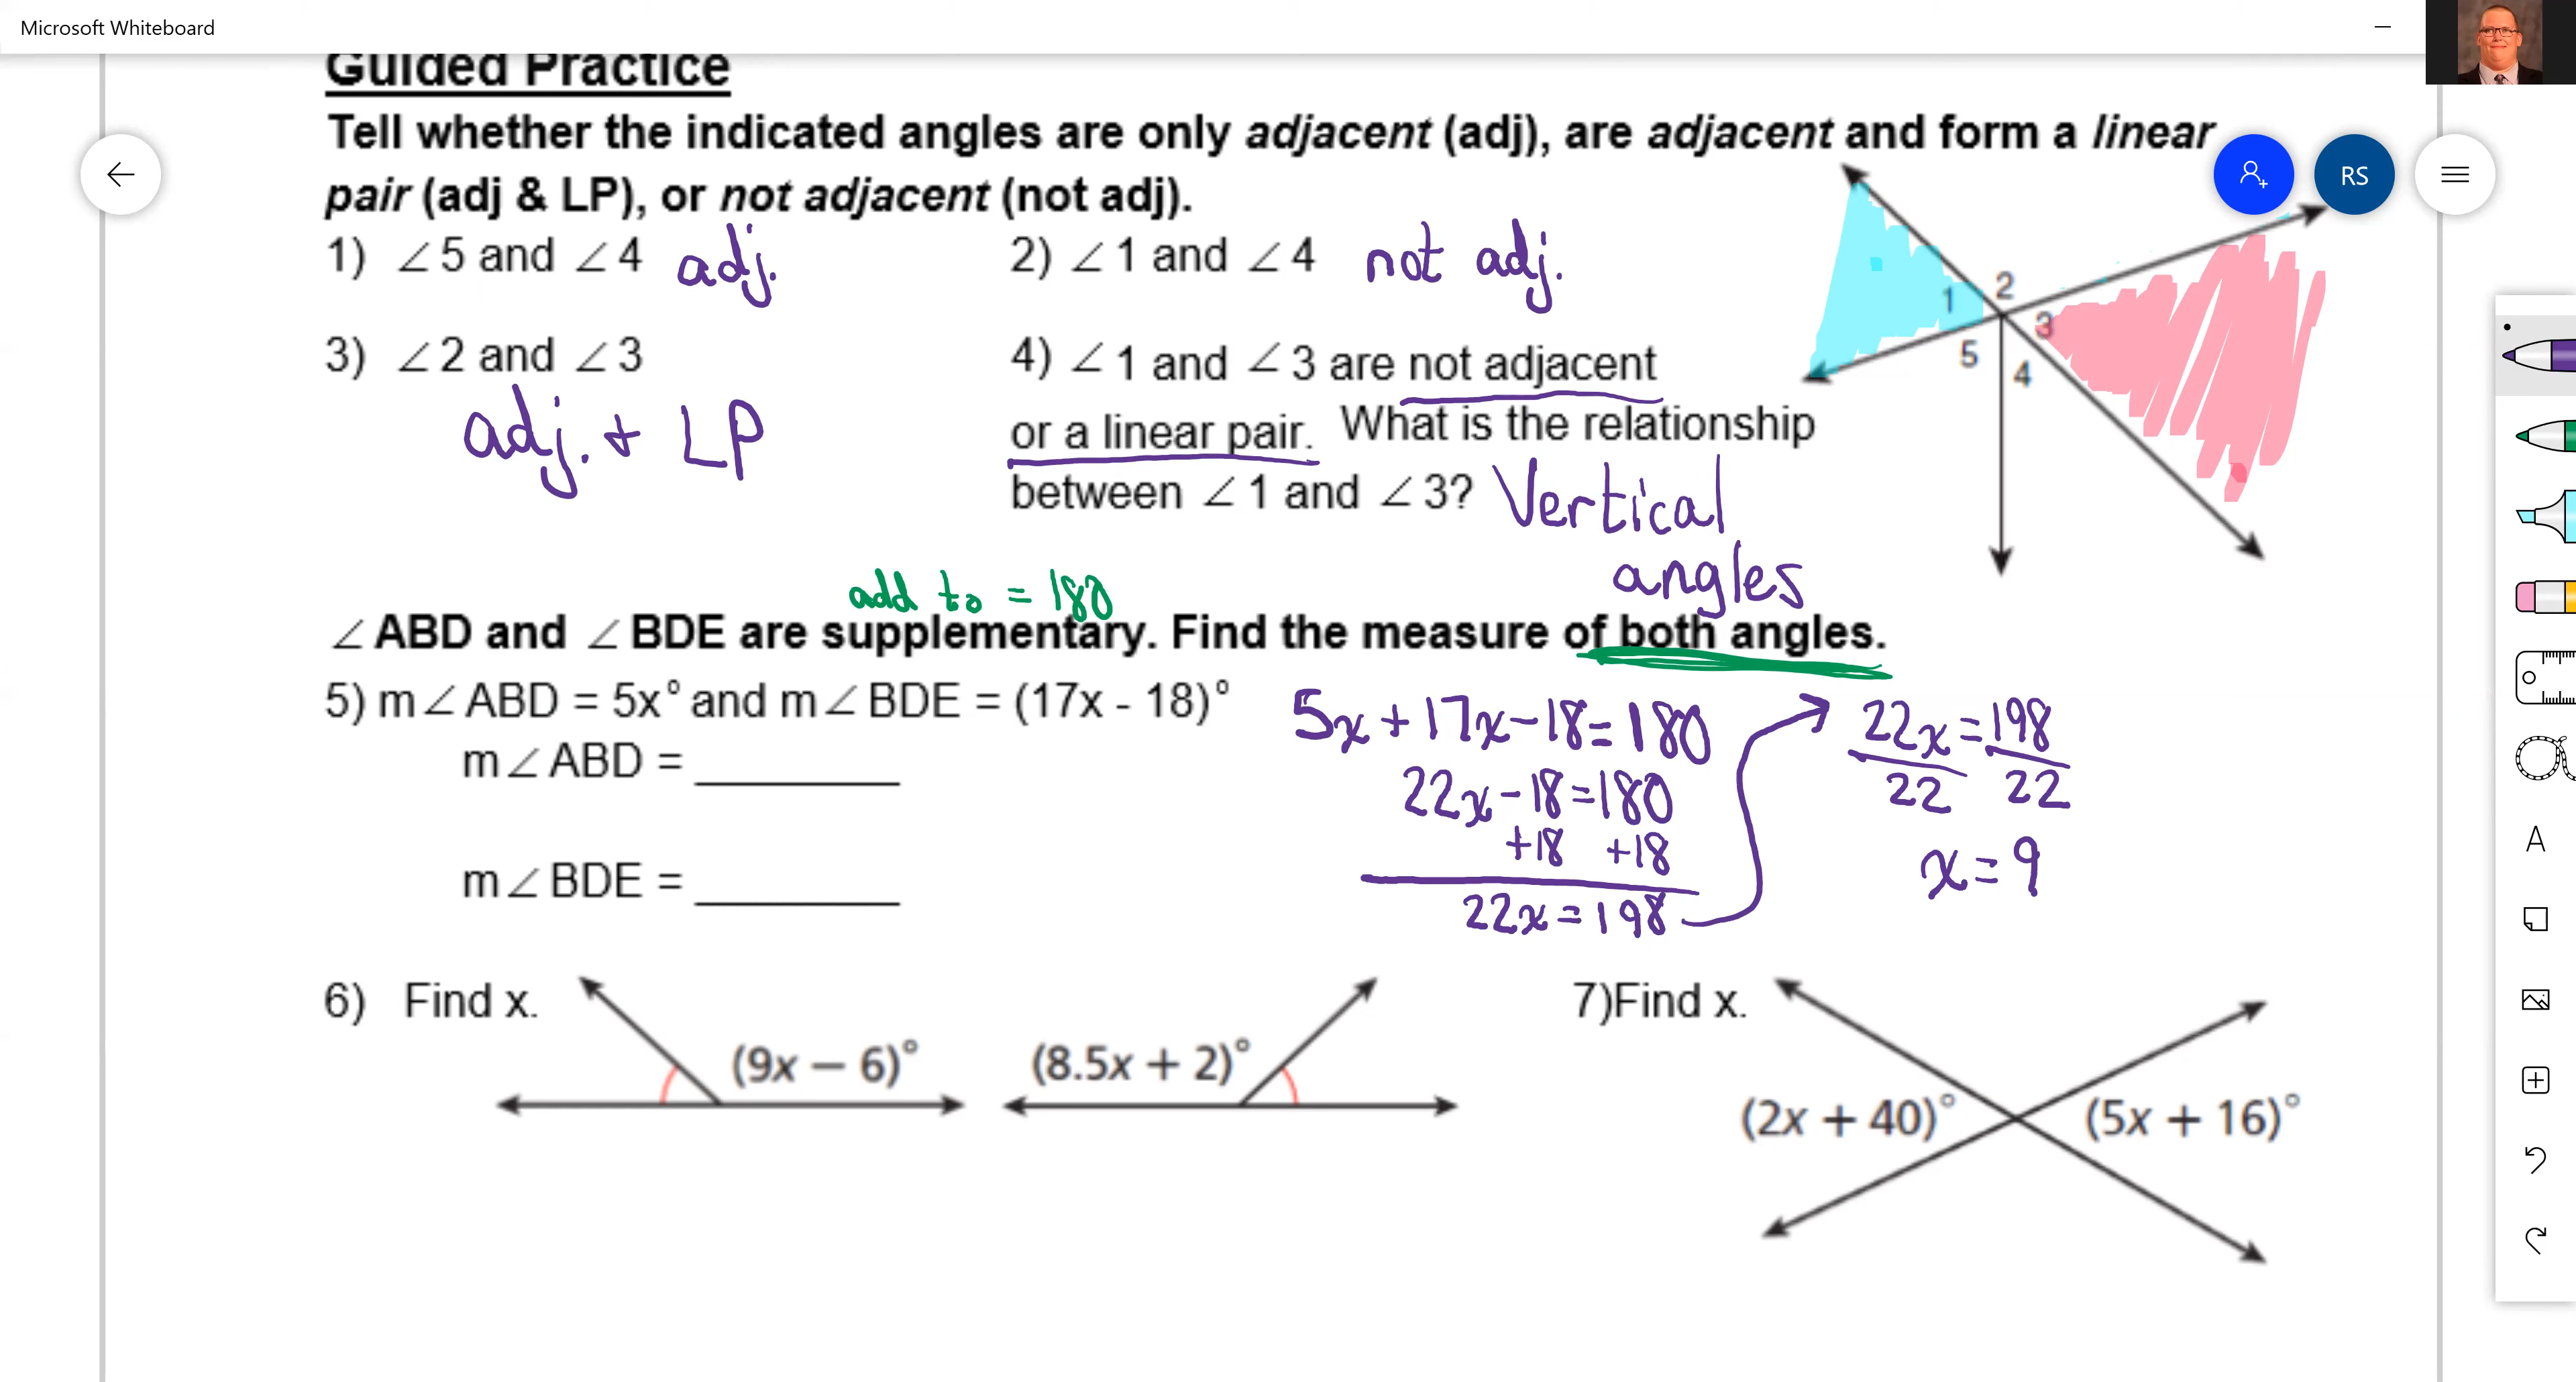 Microsoft Whiteboard
Guided Practice
Tell whether the indicated angles are only adjacent (adj), are adjacent and form a linear
pair (adj & LP), or not adjacent (not adj).
RS
1) ∠5 and ∠4 adj.
2) ∠1 and ∠4 not adj.
3) ∠2 and ∠3
adj. + LP
4) ∠1 and ∠3 are not adjacent
or a linear pair. What is the relationship
between ∠1 and ∠3? Vertical
angles
1 2
3
5 4
add to = 180
∠ABD and ∠BDE are supplementary. Find the measure of both angles.
5) m∠ABD = 5x° and m∠BDE = (17x - 18)°
m∠ABD = ________
m∠BDE = ________
5x + 17x - 18 = 180
22x - 18 = 180
+18 +18
22x = 198
22x = 198
22 22
x = 9
6) Find x.
(9x − 6)° (8.5x + 2)°
7)Find x.
(2x + 40)° (5x + 16)°
A